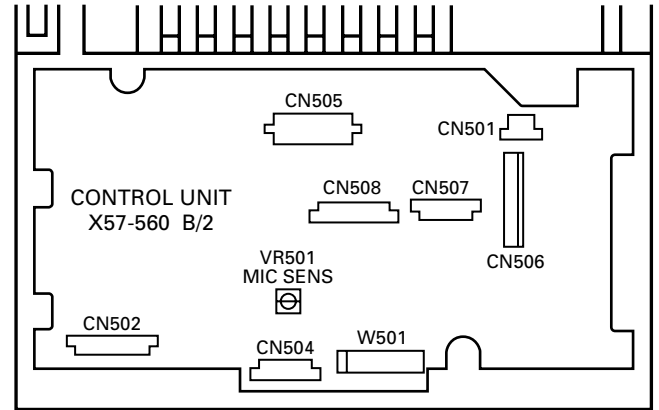 CN505
CN501
CONTROL UNIT
X57-560 B/2
CN508
CN507
CN506
VR501
MIC SENS
CN502
CN504
W501